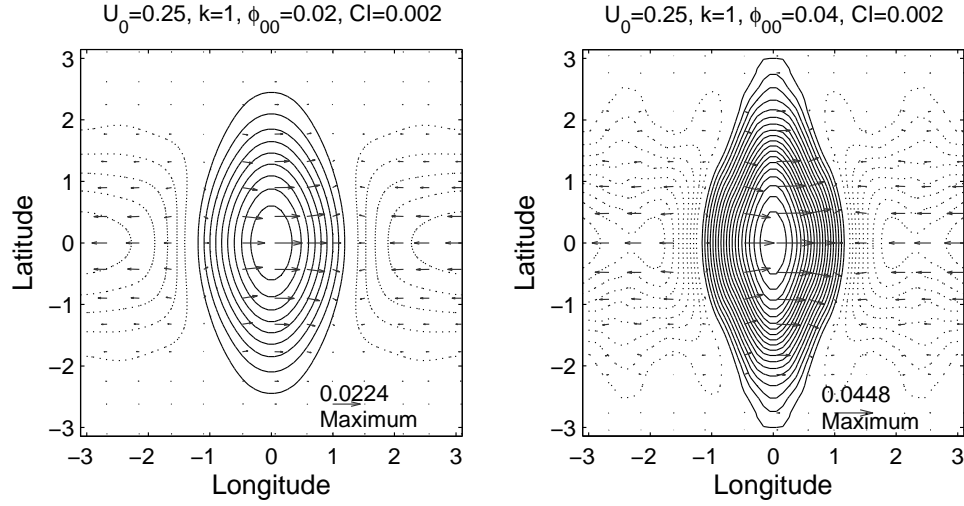 U₀=0.25, k=1, ϕ₀₀=0.02, CI=0.002
3
2
1
0
−1
−2
−3
Latitude
0.0224
Maximum
−3 −2 −1 0 1 2 3
Longitude
U₀=0.25, k=1, ϕ₀₀=0.04, CI=0.002
3
2
1
0
−1
−2
−3
Latitude
0.0448
Maximum
−3 −2 −1 0 1 2 3
Longitude